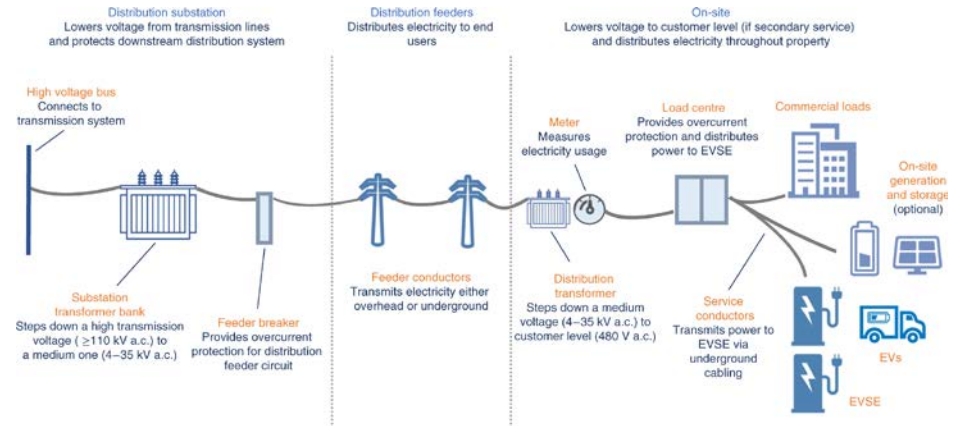 Distribution substation
Lowers voltage from transmission lines
and protects downstream distribution system
Distribution feeders
Distributes electricity to end
users
On-site
Lowers voltage to customer level (if secondary service)
and distributes electricity throughout property
High voltage bus
Connects to
transmission system
Substation
transformer bank
Steps down a high transmission
voltage ( ≥110 kV a.c.) to
a medium one (4–35 kV a.c.)
Feeder breaker
Provides overcurrent
protection for distribution
feeder circuit
Feeder conductors
Transmits electricity either
overhead or underground
Meter
Measures
electricity usage
Distribution
transformer
Steps down a medium
voltage (4–35 kV a.c.) to
customer level (480 V a.c.)
Load centre
Provides overcurrent
protection and distributes
power to EVSE
Service
conductors
Transmits power to
EVSE via
underground
cabling
Commercial loads
On-site
generation
and storage
(optional)
EVs
EVSE